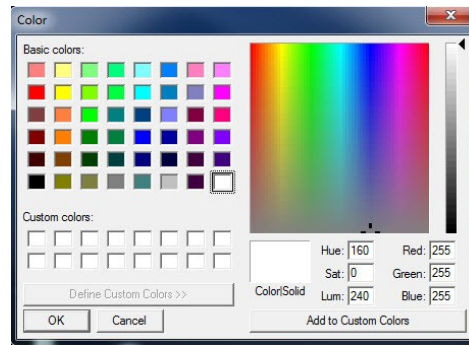 Color
Basic colors:
Custom colors:
Define Custom Colors >>
OK Cancel
Color|Solid
Hue: 160 Red: 255
Sat: 0 Green: 255
Lum: 240 Blue: 255
Add to Custom Colors